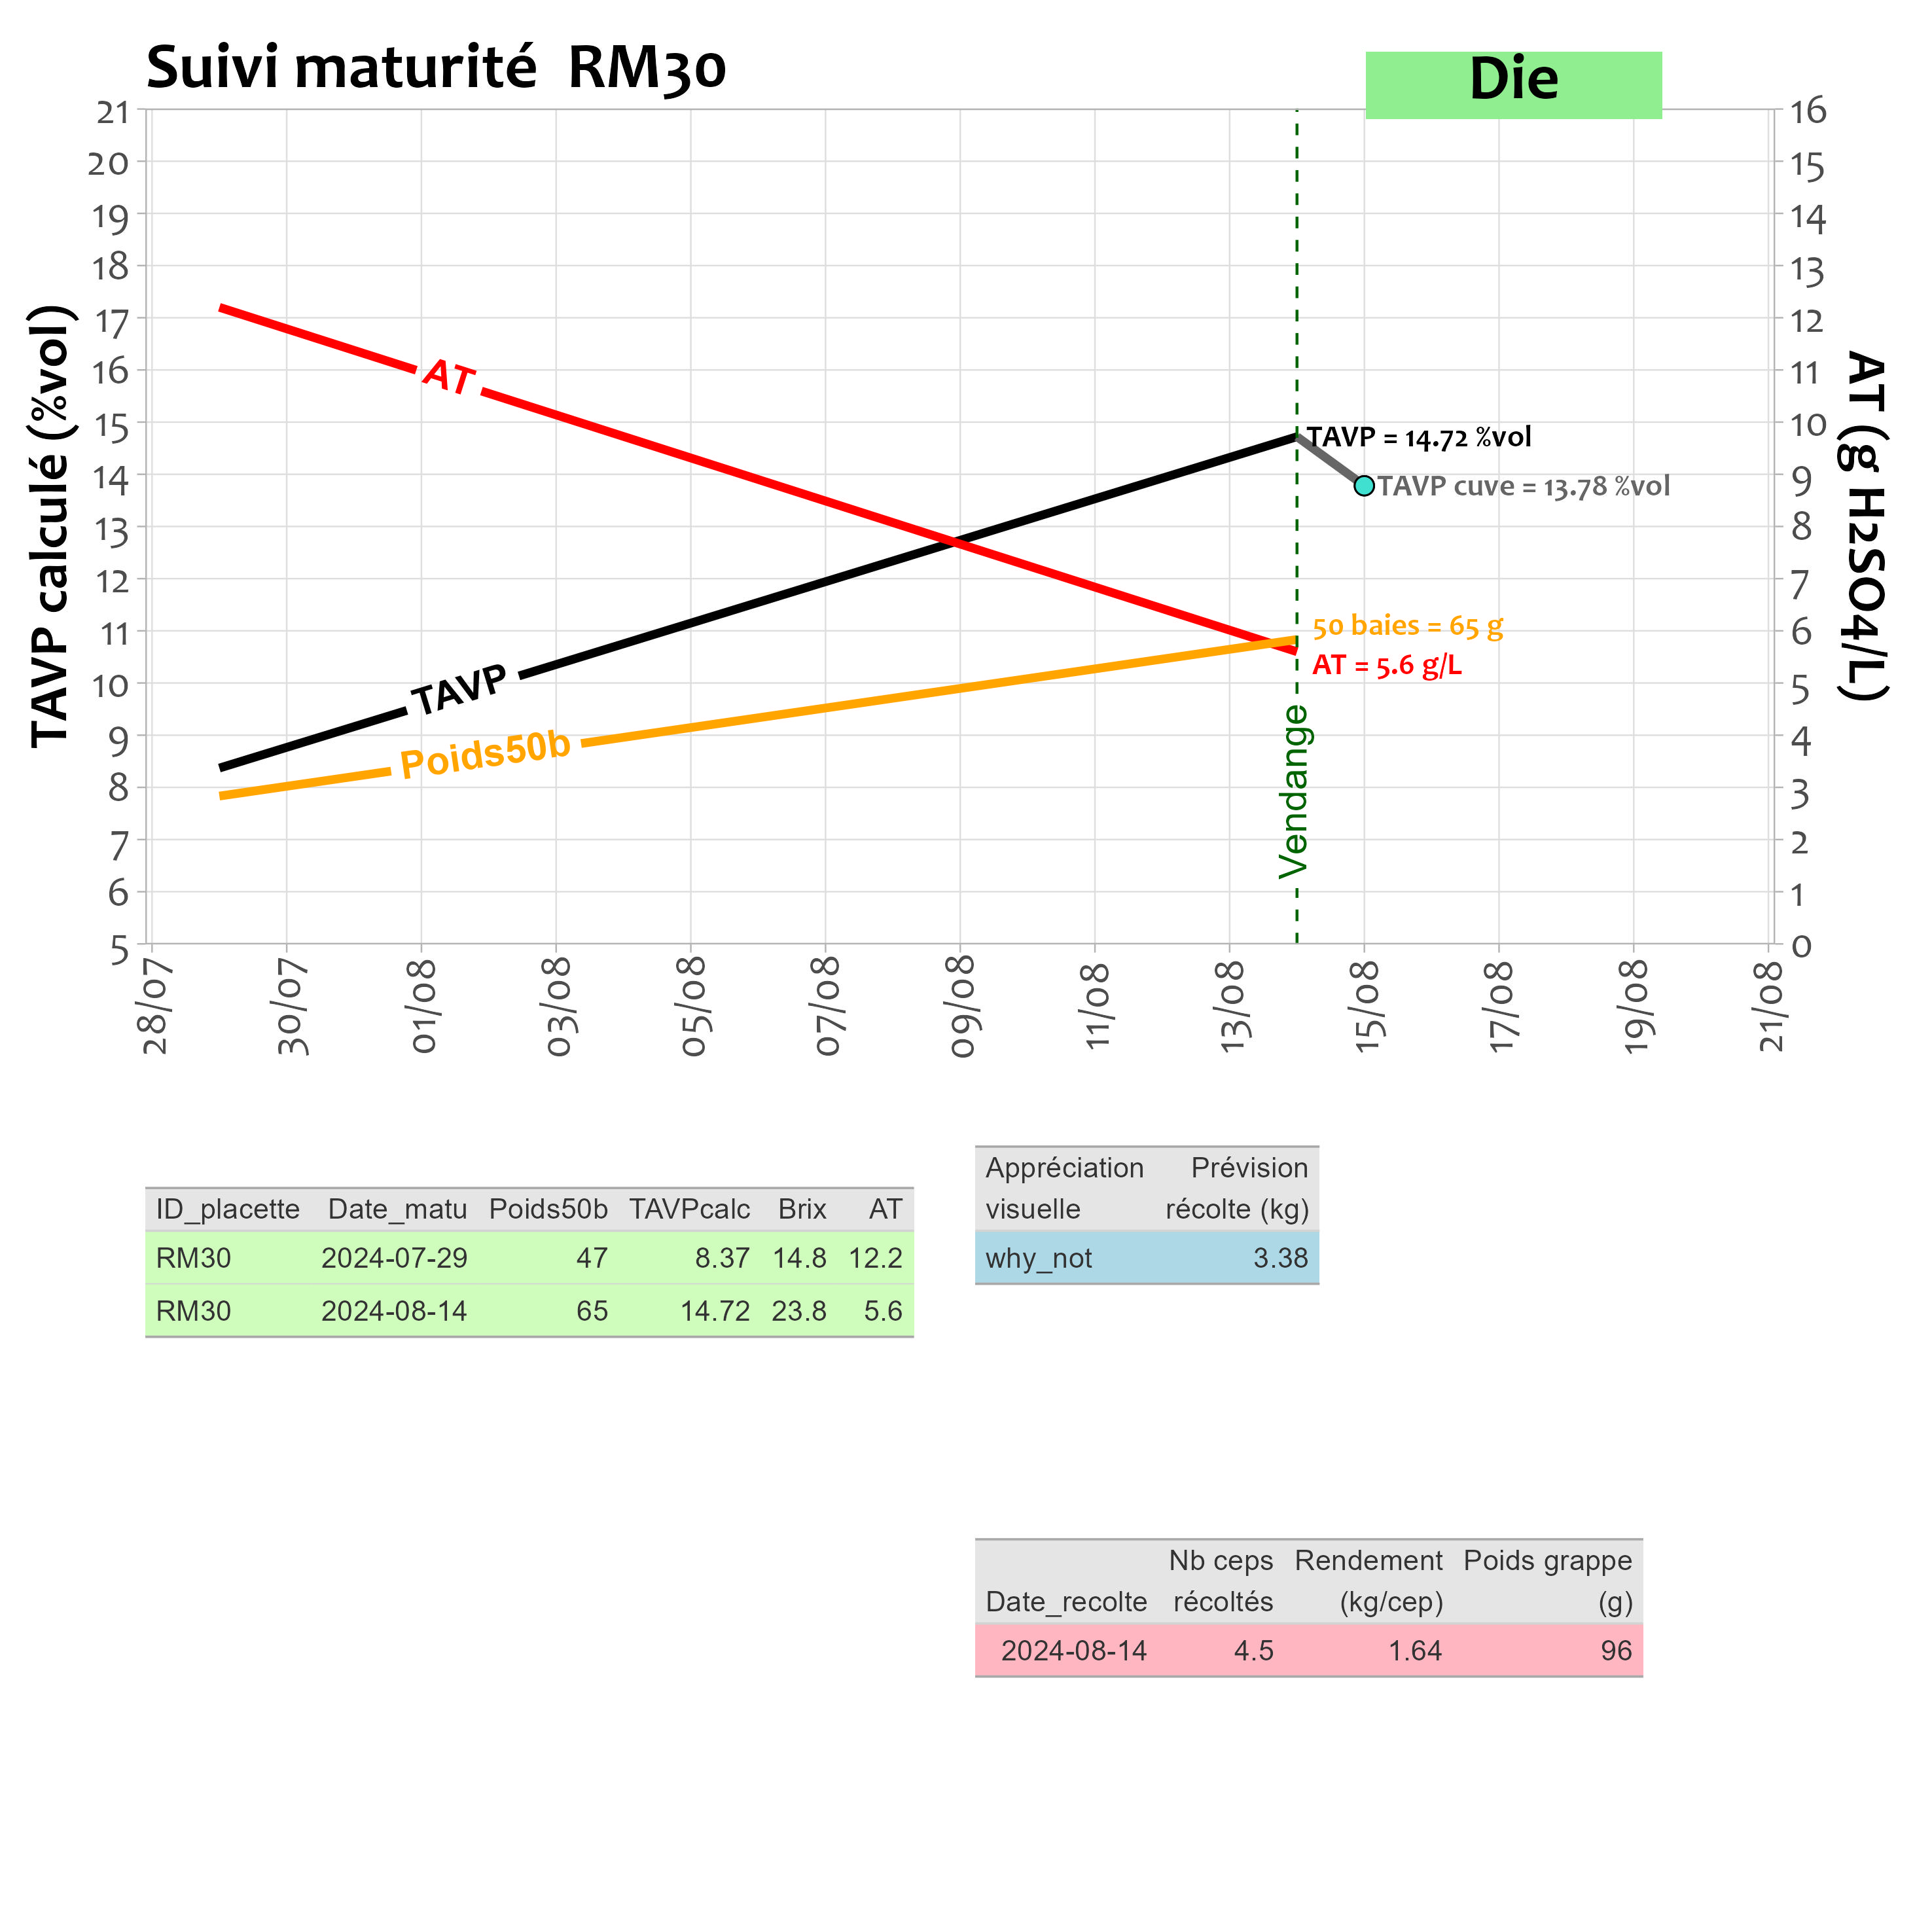 Suivi maturité RM30
Die
TAVP calculé (%vol)
21
20
19
18
17
16
15
14
13
12
11
10
9
8
7
6
5
16
15
14
13
12
11
10
9
8
7
6
5
4
3
2
1
0
AT (g H2SO4/L)
AT
TAVP
Poids50b
TAVP = 14.72 %vol
TAVP cuve = 13.78 %vol
50 baies = 65 g
AT = 5.6 g/L
Vendange
28/07 30/07 01/08 03/08 05/08 07/08 09/08 11/08 13/08 15/08 17/08 19/08 21/08
ID_placette Date_matu Poids50b TAVPcalc Brix AT
RM30 2024-07-29 47 8.37 14.8 12.2
RM30 2024-08-14 65 14.72 23.8 5.6
Appréciation Prévision
visuelle récolte (kg)
why_not 3.38
Nb ceps Rendement Poids grappe
Date_recolte récoltés (kg/cep) (g)
2024-08-14 4.5 1.64 96